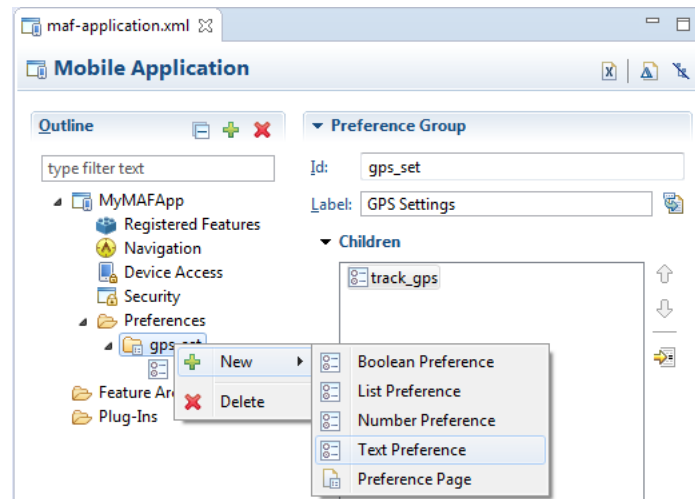 maf-application.xml
Mobile Application
Outline
type filter text
MyMAFApp
Registered Features
Navigation
Device Access
Security
Preferences
gps_set
Feature Ar
Plug-Ins
Preference Group
Id: gps_set
Label: GPS Settings
Children
track_gps
New
Delete
Boolean Preference
List Preference
Number Preference
Text Preference
Preference Page